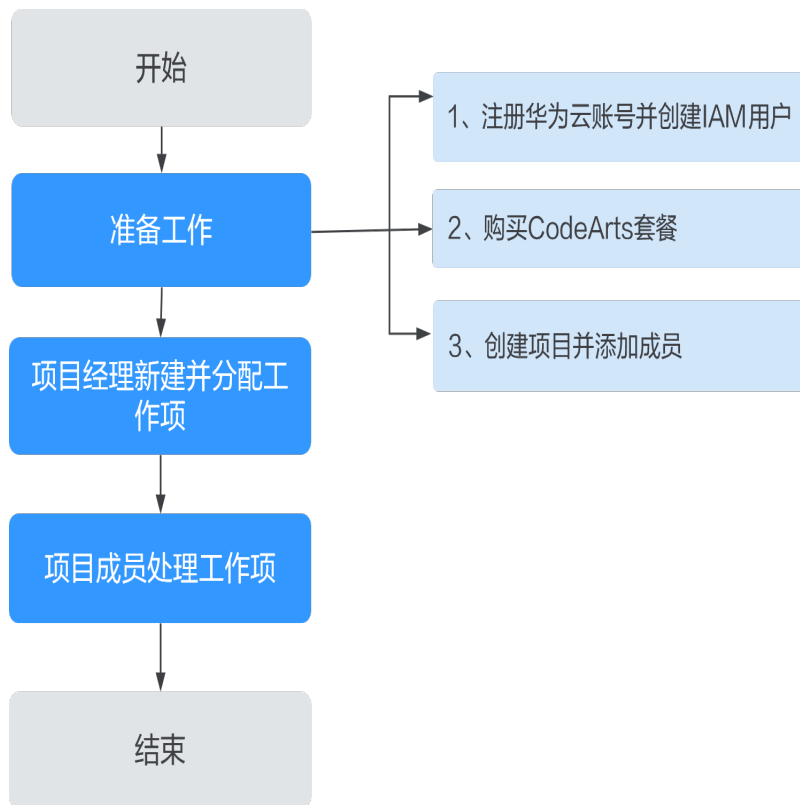 开始
准备工作
1、注册华为云账号并创建IAM用户
2、购买CodeArts套餐
3、创建项目并添加成员
项目经理新建并分配工
作项
项目成员处理工作项
结束